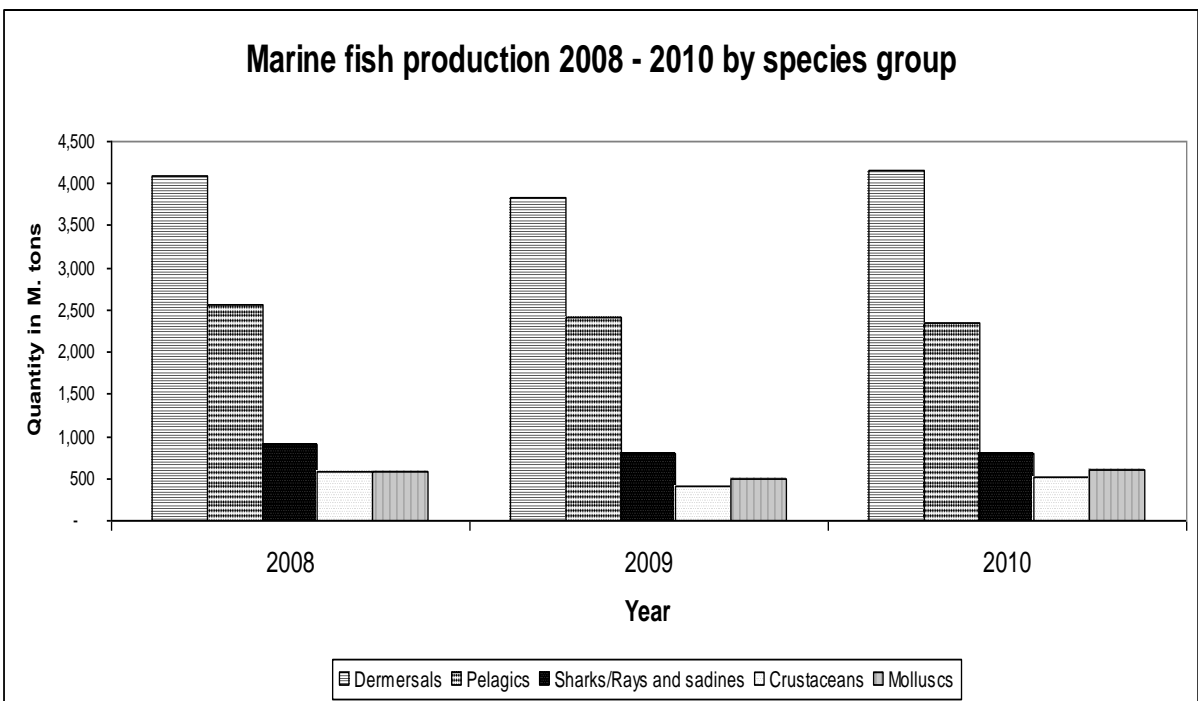 Marine fish production 2008 - 2010 by species group
4,500
4,000
3,500
3,000
2,500
2,000
1,500
1,000
500
-
Quantity in M. tons
2008 2009 2010
Year
Dermersals Pelagics Sharks/Rays and sadines Crustaceans Molluscs